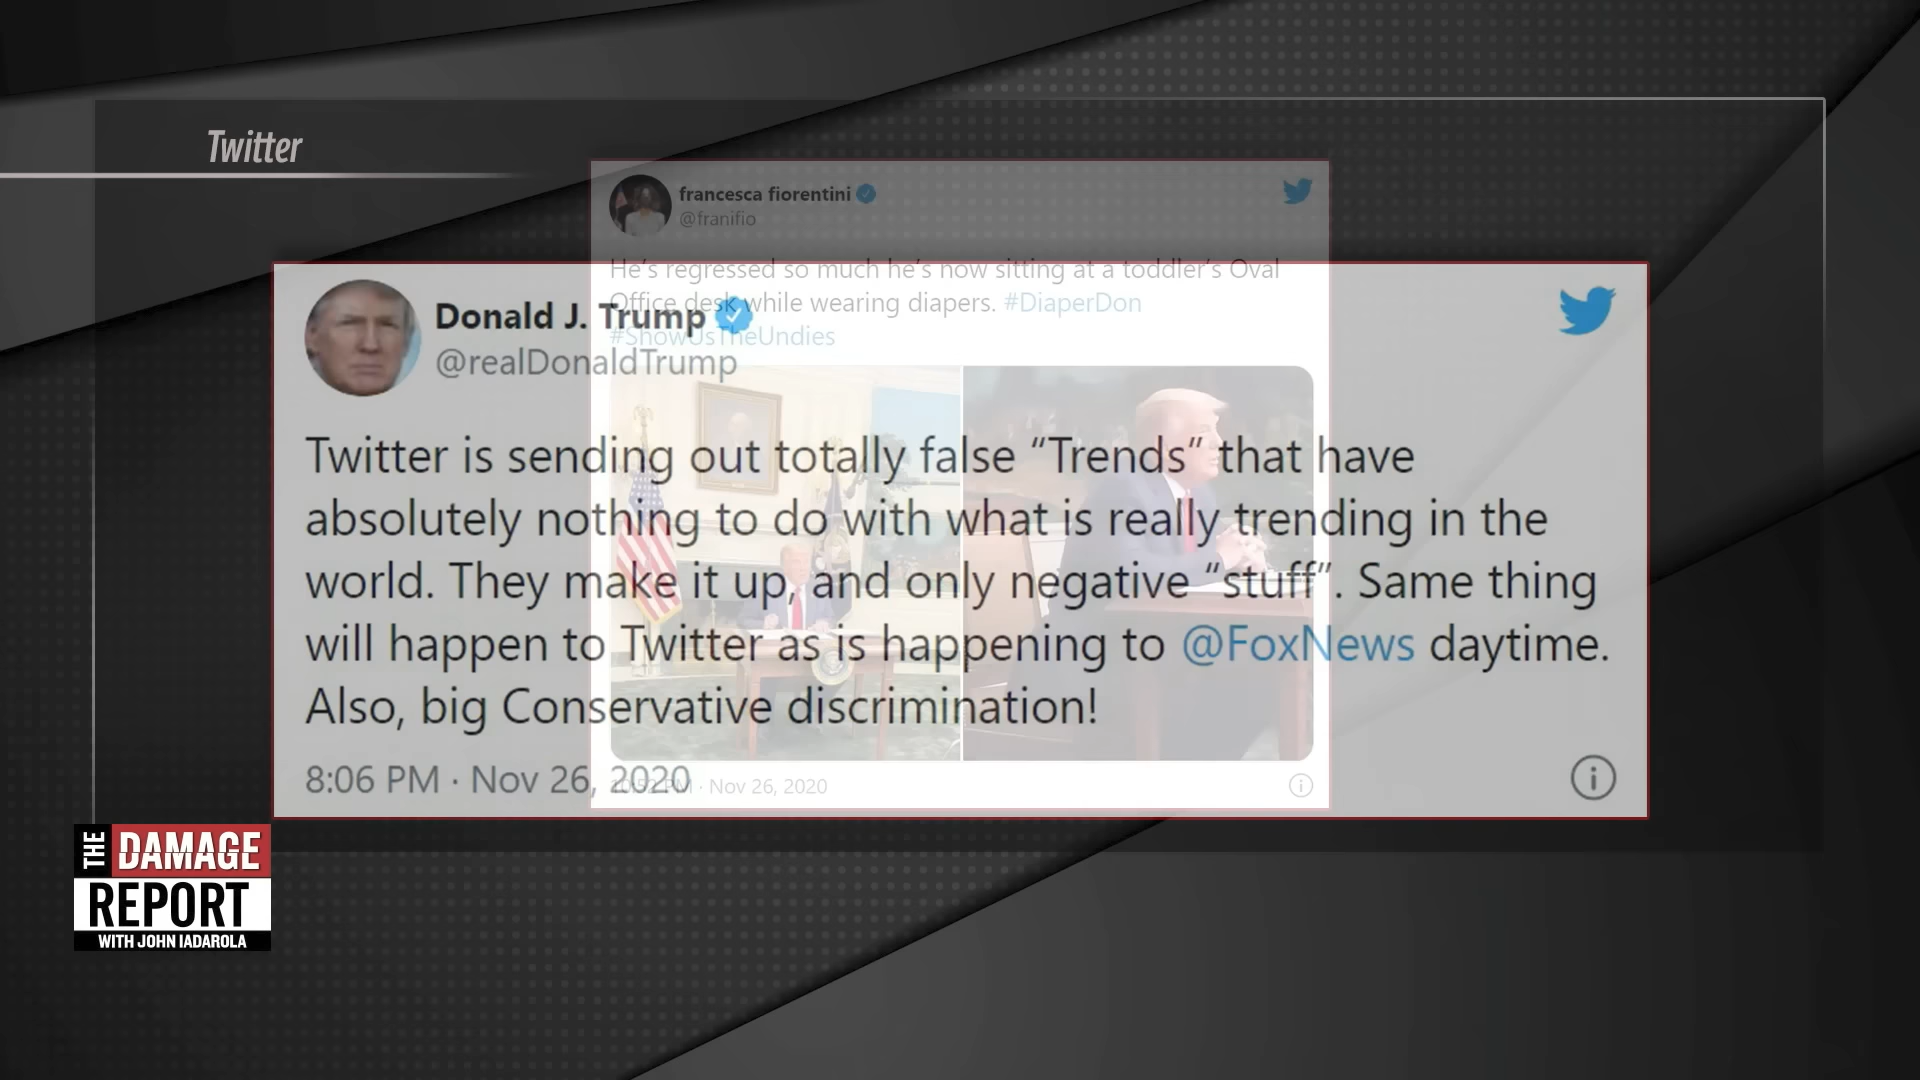 Twitter
francesca fiorentini
@franifio
He's regressed so much he's now sitting at a toddler's Oval
Office desk while wearing diapers. #DiaperDon
#ShowUsTheUndies
Nov 26, 2020
Donald J. Trump
@realDonaldTrump
Twitter is sending out totally false “Trends” that have
absolutely nothing to do with what is really trending in the
world. They make it up, and only negative “stuff”. Same thing
will happen to Twitter as is happening to @FoxNews daytime.
Also, big Conservative discrimination!
8:06 PM · Nov 26, 2020
THE DAMAGE
REPORT
WITH JOHN IADAROLA